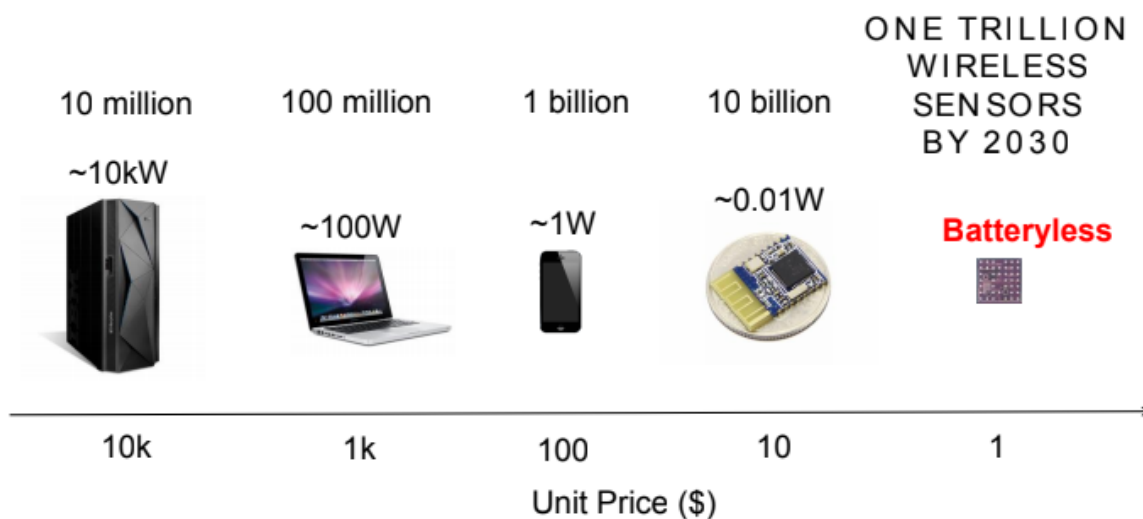 ONE TRILLION
WIRELESS
SENSORS
BY 2030
10 million
100 million
1 billion
10 billion
~10kW
~100W
~1W
~0.01W
Batteryless
10k
1k
100
10
1
Unit Price ($)